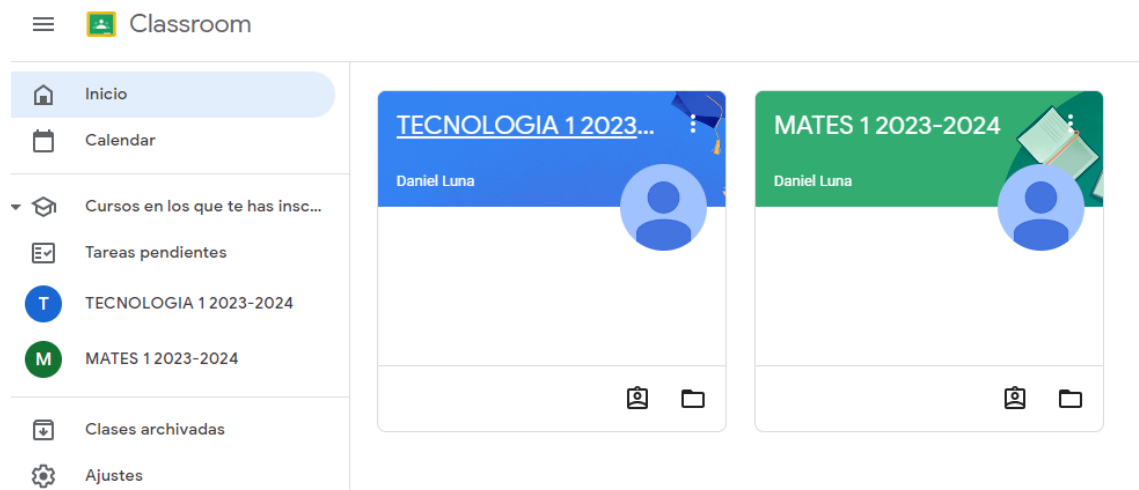 Classroom
Inicio
Calendar
Cursos en los que te has insc...
Tareas pendientes
T
TECNOLOGIA 1 2023-2024
M
MATES 1 2023-2024
Clases archivadas
Ajustes
TECNOLOGIA 1 2023...
Daniel Luna
MATES 1 2023-2024
Daniel Luna